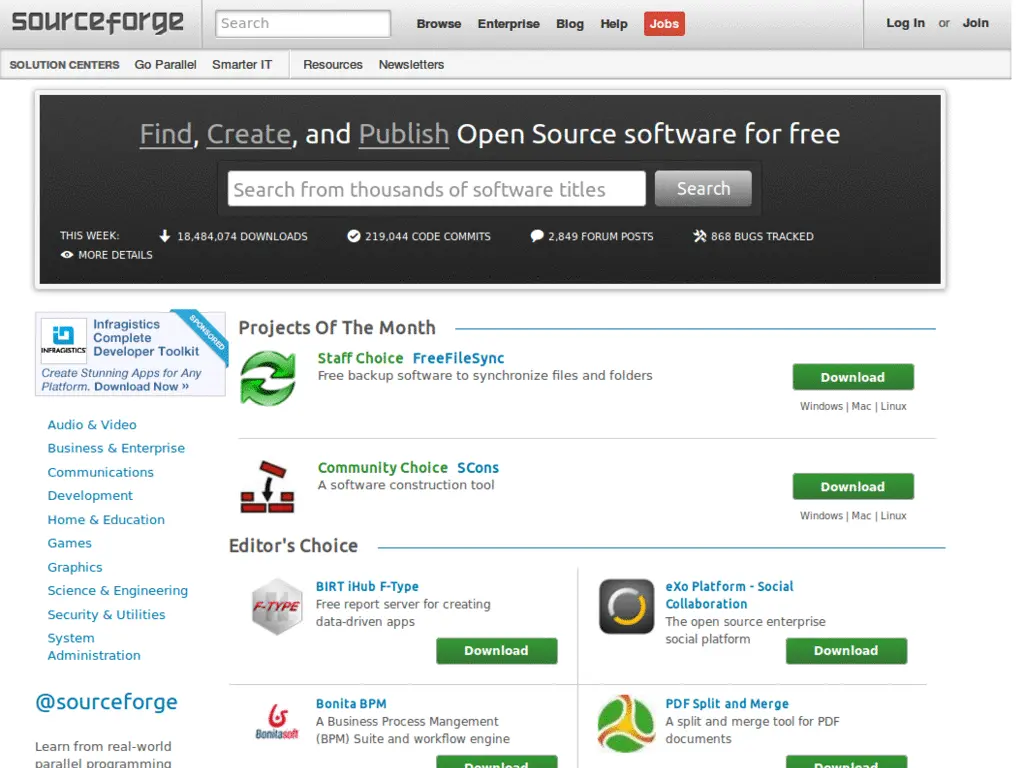 sourceforge
Search
Browse Enterprise Blog Help Jobs
Log In or Join
SOLUTION CENTERS Go Parallel Smarter IT Resources Newsletters
Find, Create, and Publish Open Source software for free
Search from thousands of software titles Search
THIS WEEK: 18,484,074 DOWNLOADS 219,044 CODE COMMITS 2,849 FORUM POSTS 868 BUGS TRACKED
MORE DETAILS
INFRAGISTICS
Infragistics
Complete
Developer Toolkit
SPONSORED
Create Stunning Apps for Any
Platform. Download Now »
Audio & Video
Business & Enterprise
Communications
Development
Home & Education
Games
Graphics
Science & Engineering
Security & Utilities
System
Administration
@sourceforge
Learn from real-world
parallel programming
Projects Of The Month
Staff Choice FreeFileSync
Free backup software to synchronize files and folders
Download
Windows | Mac | Linux
Community Choice SCons
A software construction tool
Download
Windows | Mac | Linux
Editor's Choice
F-TYPE
BIRT iHub F-Type
Free report server for creating
data-driven apps
Download
eXo Platform - Social
Collaboration
The open source enterprise
social platform
Download
Bonitasoft
Bonita BPM
A Business Process Mangement
(BPM) Suite and workflow engine
Download
PDF Split and Merge
A split and merge tool for PDF
documents
Download